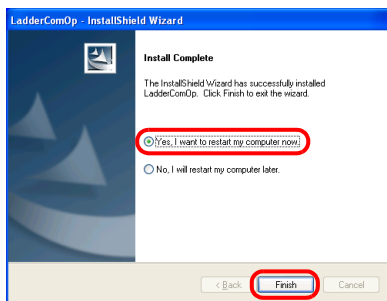 LadderComOp - InstallShield Wizard
Install Complete
The InstallShield Wizard has successfully installed
LadderComOp. Click Finish to exit the wizard.
Yes, I want to restart my computer now.
No, I will restart my computer later.
< Back Finish Cancel